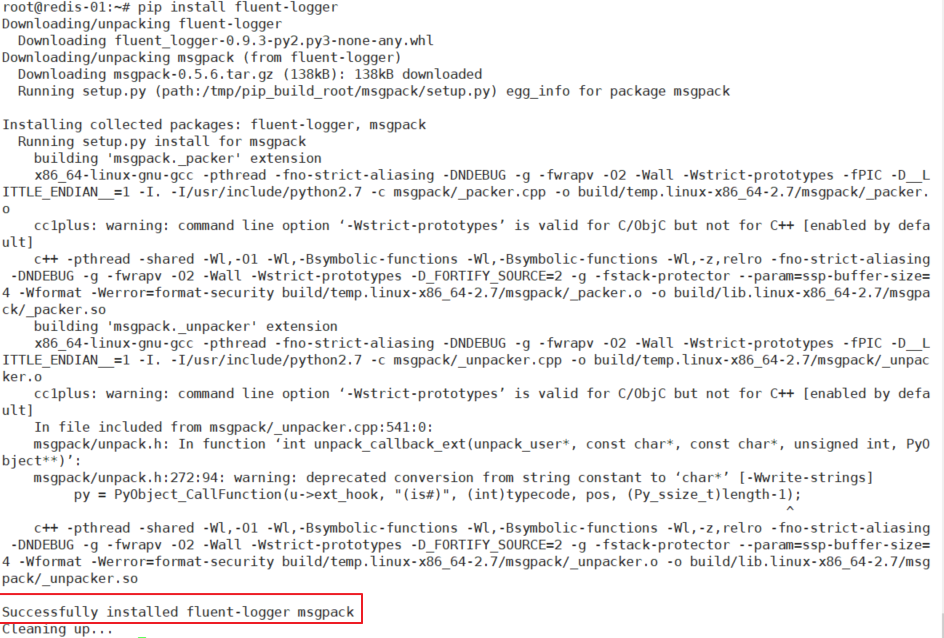 root@redis-01:~# pip install fluent-logger
Downloading/unpacking fluent-logger
  Downloading fluent_logger-0.9.3-py2.py3-none-any.whl
Downloading/unpacking msgpack (from fluent-logger)
  Downloading msgpack-0.5.6.tar.gz (138kB): 138kB downloaded
  Running setup.py (path:/tmp/pip_build_root/msgpack/setup.py) egg_info for package msgpack

Installing collected packages: fluent-logger, msgpack
  Running setup.py install for msgpack
    building 'msgpack._packer' extension
    x86_64-linux-gnu-gcc -pthread -fno-strict-aliasing -DNDEBUG -g -fwrapv -O2 -Wall -Wstrict-prototypes -fPIC -D__L
ITTLE_ENDIAN__=1 -I. -I/usr/include/python2.7 -c msgpack/_packer.cpp -o build/temp.linux-x86_64-2.7/msgpack/_packer.
o
    cc1plus: warning: command line option ‘-Wstrict-prototypes’ is valid for C/ObjC but not for C++ [enabled by defa
ult]
    c++ -pthread -shared -Wl,-O1 -Wl,-Bsymbolic-functions -Wl,-Bsymbolic-functions -Wl,-z,relro -fno-strict-aliasing
 -DNDEBUG -g -fwrapv -O2 -Wall -Wstrict-prototypes -D_FORTIFY_SOURCE=2 -g -fstack-protector --param=ssp-buffer-size=
4 -Wformat -Werror=format-security build/temp.linux-x86_64-2.7/msgpack/_packer.o -o build/lib.linux-x86_64-2.7/msgpa
ck/_packer.so
    building 'msgpack._unpacker' extension
    x86_64-linux-gnu-gcc -pthread -fno-strict-aliasing -DNDEBUG -g -fwrapv -O2 -Wall -Wstrict-prototypes -fPIC -D__L
ITTLE_ENDIAN__=1 -I. -I/usr/include/python2.7 -c msgpack/_unpacker.cpp -o build/temp.linux-x86_64-2.7/msgpack/_unpac
ker.o
    cc1plus: warning: command line option ‘-Wstrict-prototypes’ is valid for C/ObjC but not for C++ [enabled by defa
ult]
    In file included from msgpack/_unpacker.cpp:541:0:
    msgpack/unpack.h: In function ‘int unpack_callback_ext(unpack_user*, const char*, const char*, unsigned int, PyO
bject**)’:
    msgpack/unpack.h:272:94: warning: deprecated conversion from string constant to ‘char*’ [-Wwrite-strings]
         py = PyObject_CallFunction(u->ext_hook, "(is#)", (int)typecode, pos, (Py_ssize_t)length-1);
                                                                                                  ^
    c++ -pthread -shared -Wl,-O1 -Wl,-Bsymbolic-functions -Wl,-Bsymbolic-functions -Wl,-z,relro -fno-strict-aliasing
 -DNDEBUG -g -fwrapv -O2 -Wall -Wstrict-prototypes -D_FORTIFY_SOURCE=2 -g -fstack-protector --param=ssp-buffer-size=
4 -Wformat -Werror=format-security build/temp.linux-x86_64-2.7/msgpack/_unpacker.o -o build/lib.linux-x86_64-2.7/msg
pack/_unpacker.so

Successfully installed fluent-logger msgpack
Cleaning up...